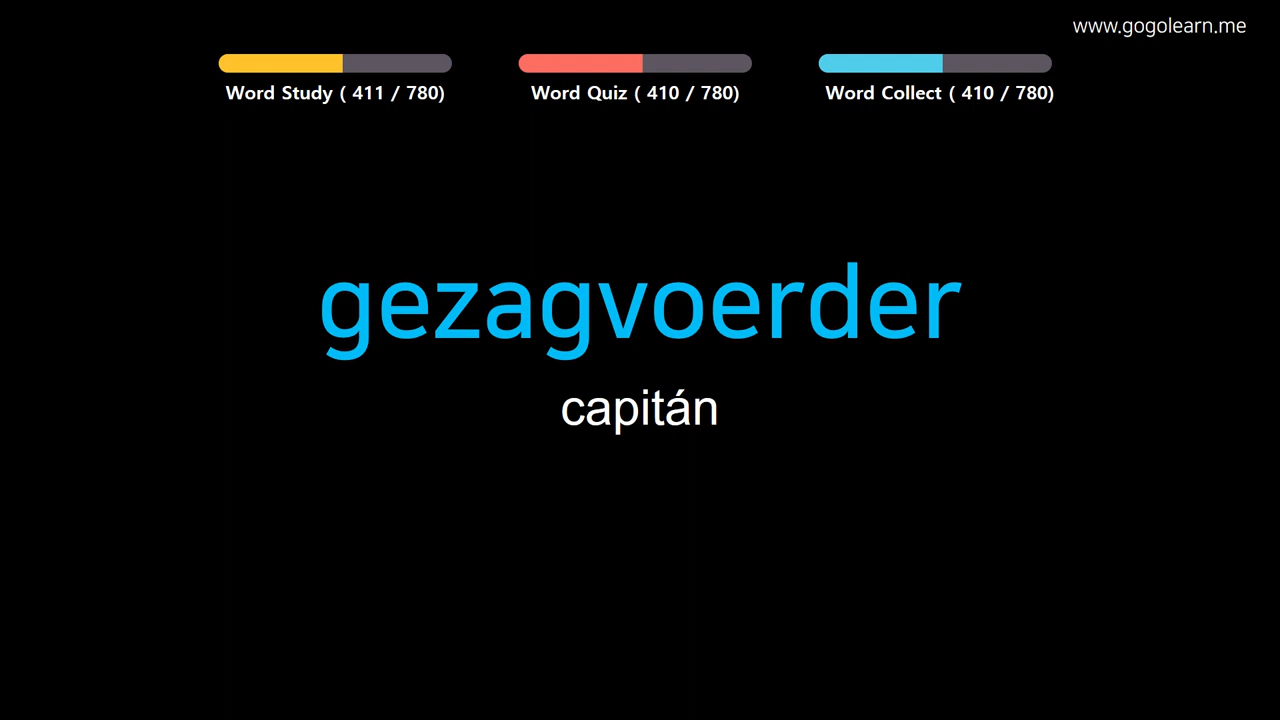 www.gogolearn.me
Word Study ( 411 / 780)
Word Quiz ( 410 / 780)
Word Collect ( 410 / 780)
gezagvoerder
capitán